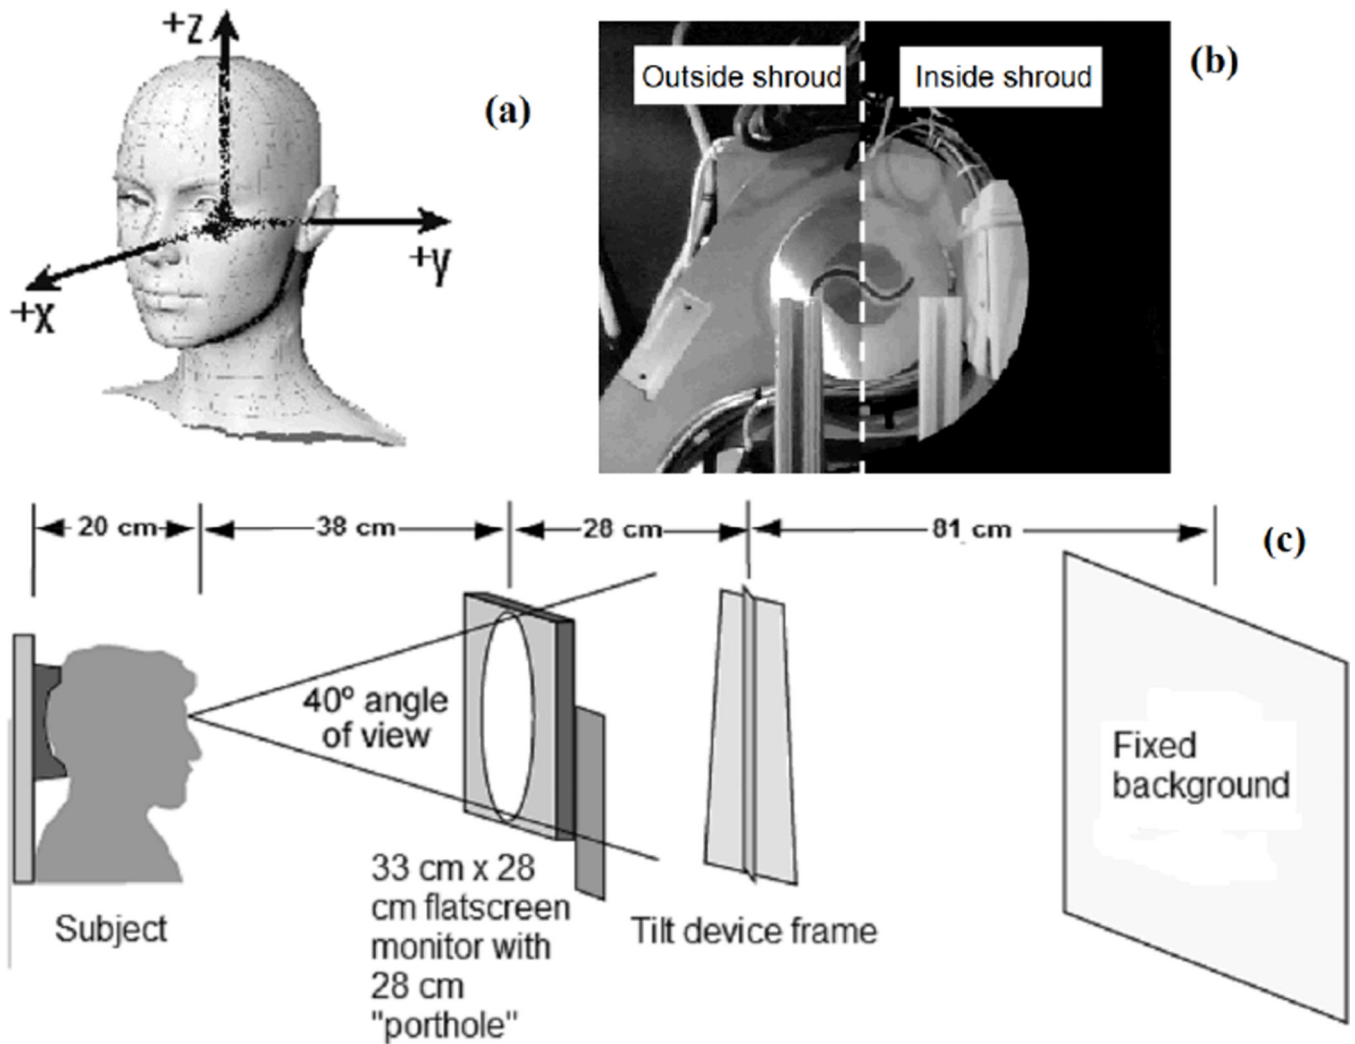 +z
(a)
+y
+x
Outside shroud
Inside shroud
(b)
20 cm
38 cm
28 cm
81 cm
(c)
40º angle
of view
Fixed
background
33 cm x 28
cm flatscreen
monitor with
28 cm
"porthole"
Subject
Tilt device frame